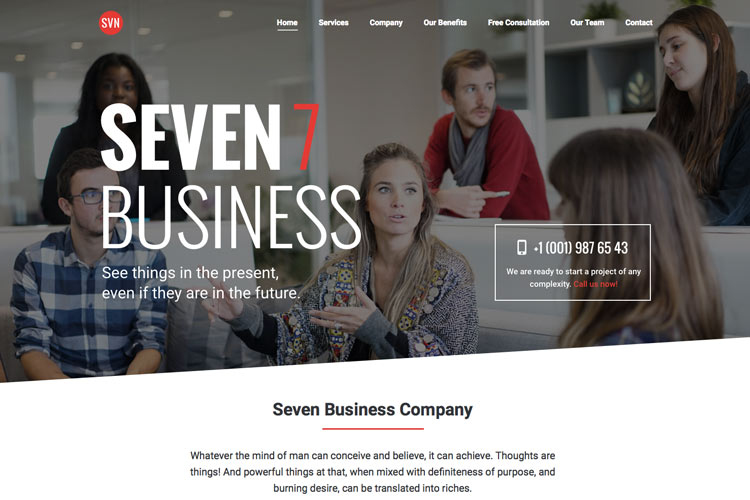 SVN
Home Services Company Our Benefits Free Consultation Our Team Contact
SEVEN 7
BUSINESS
See things in the present,
even if they are in the future.
+1 (001) 987 65 43
We are ready to start a project of any
complexity. Call us now!
Seven Business Company
Whatever the mind of man can conceive and believe, it can achieve. Thoughts are
things! And powerful things at that, when mixed with definiteness of purpose, and
burning desire, can be translated into riches.